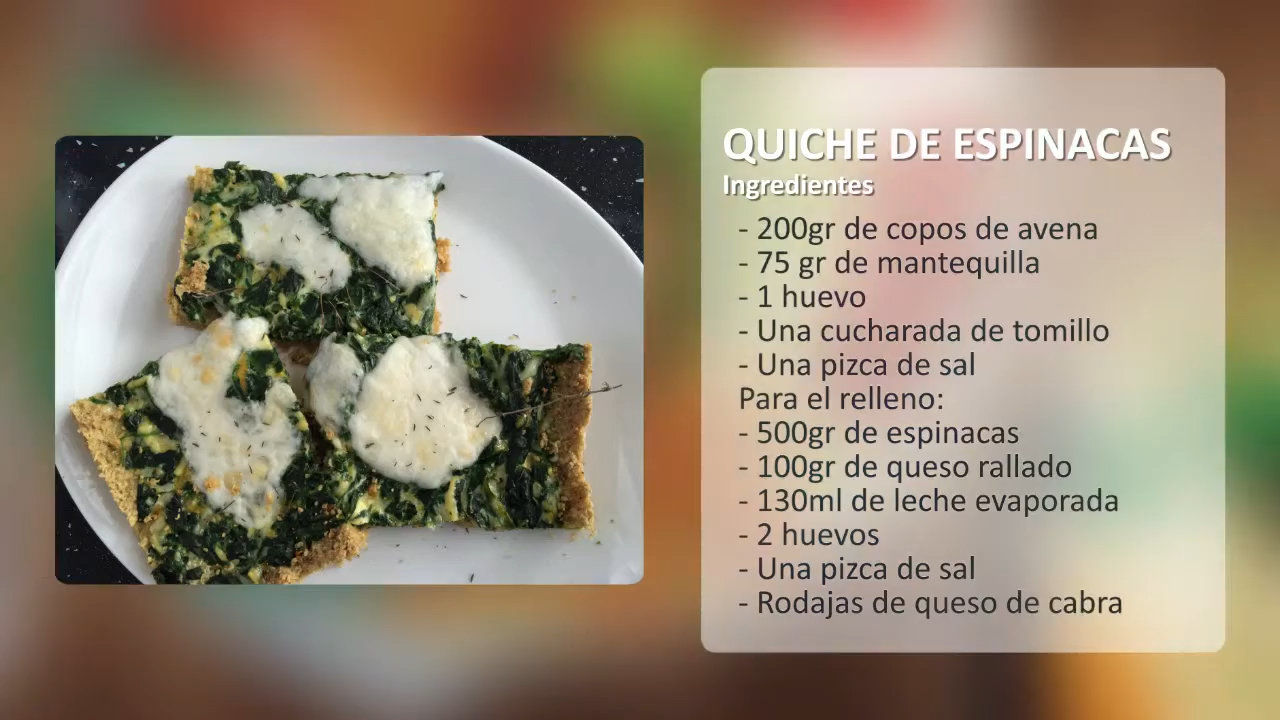 QUICHE DE ESPINACAS
Ingredientes
- 200gr de copos de avena
- 75 gr de mantequilla
- 1 huevo
- Una cucharada de tomillo
- Una pizca de sal
Para el relleno:
- 500gr de espinacas
- 100gr de queso rallado
- 130ml de leche evaporada
- 2 huevos
- Una pizca de sal
- Rodajas de queso de cabra